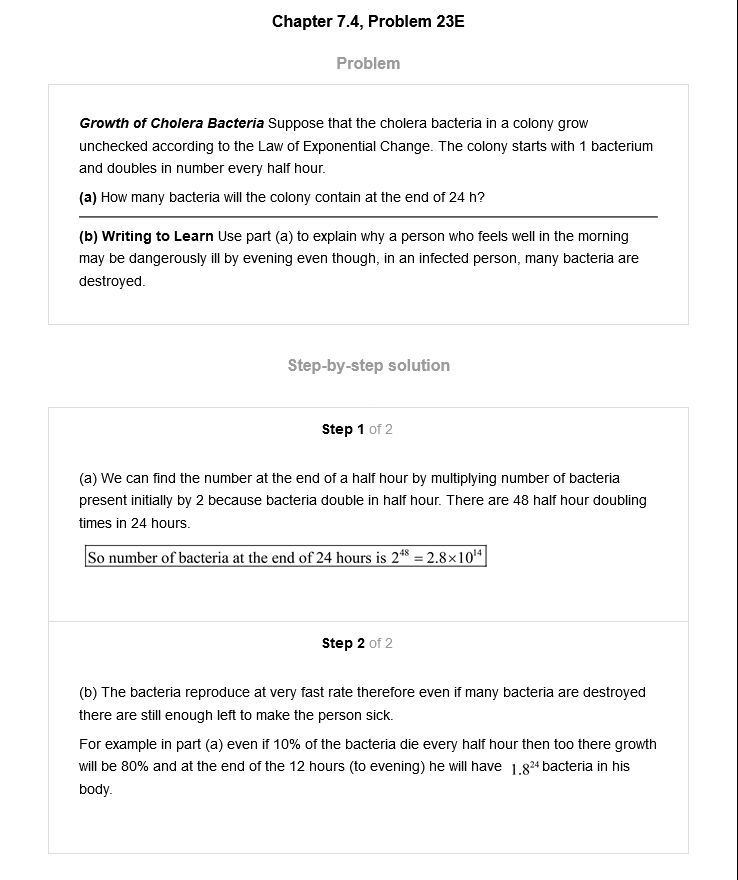 Chapter 7.4, Problem 23E
Problem
Growth of Cholera Bacteria Suppose that the cholera bacteria in a colony grow
unchecked according to the Law of Exponential Change. The colony starts with 1 bacterium
and doubles in number every half hour.
(a) How many bacteria will the colony contain at the end of 24 h?
(b) Writing to Learn Use part (a) to explain why a person who feels well in the morning
may be dangerously ill by evening even though, in an infected person, many bacteria are
destroyed.
Step-by-step solution
Step 1 of 2
(a) We can find the number at the end of a half hour by multiplying number of bacteria
present initially by 2 because bacteria double in half hour. There are 48 half hour doubling
times in 24 hours.
So number of bacteria at the end of 24 hours is 2⁴⁸ = 2.8×10¹⁴
Step 2 of 2
(b) The bacteria reproduce at very fast rate therefore even if many bacteria are destroyed
there are still enough left to make the person sick.
For example in part (a) even if 10% of the bacteria die every half hour then too there growth
will be 80% and at the end of the 12 hours (to evening) he will have 1.8²⁴ bacteria in his
body.